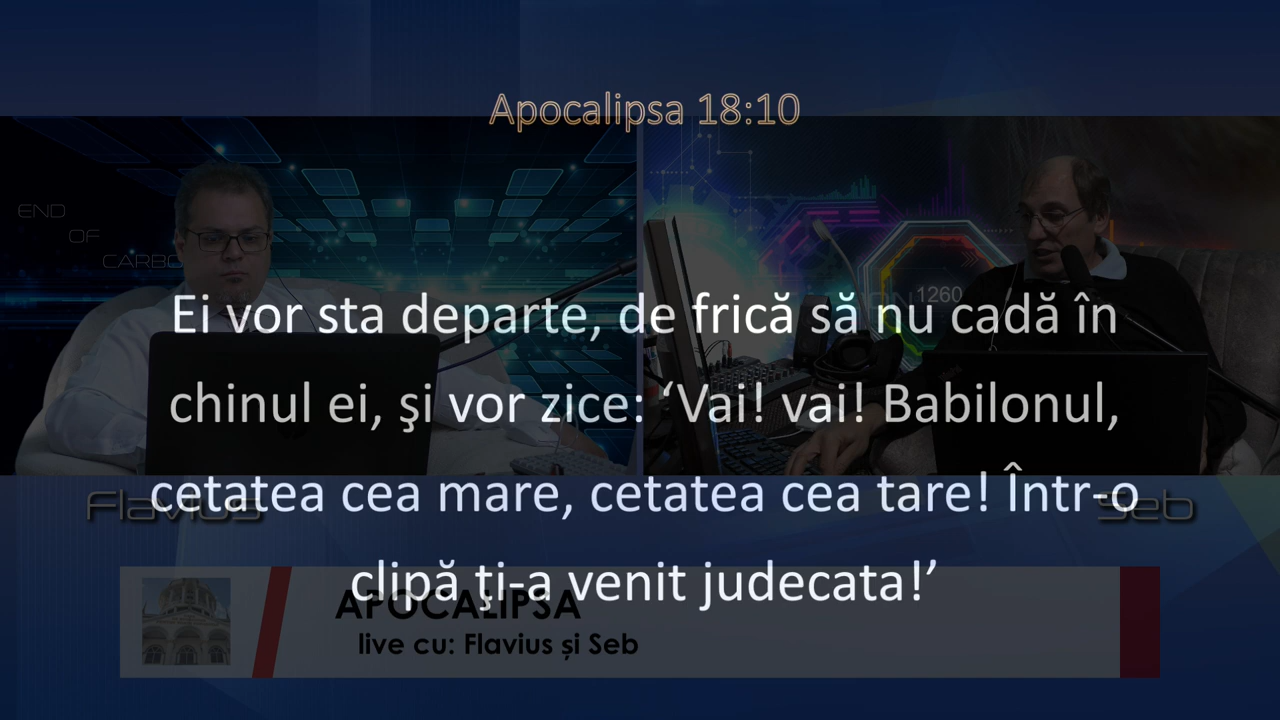 Apocalipsa 18:10
END
OF
CARBO
1260
Ei vor sta departe, de frică să nu cadă în
chinul ei, şi vor zice: ‘Vai! vai! Babilonul,
cetatea cea mare, cetatea cea tare! Într-o
clipă ţi-a venit judecata!’
Flavius
Seb
APOCALIPSA
live cu: Flavius și Seb